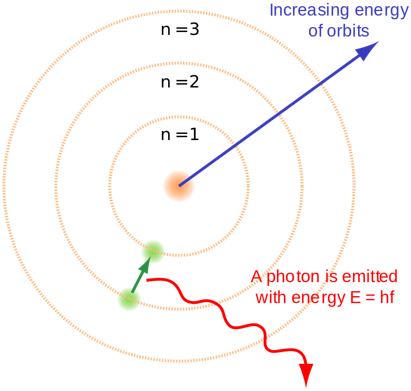 Increasing energy
of orbits
n=3
n=2
n=1
A photon is emitted
with energy E = hf